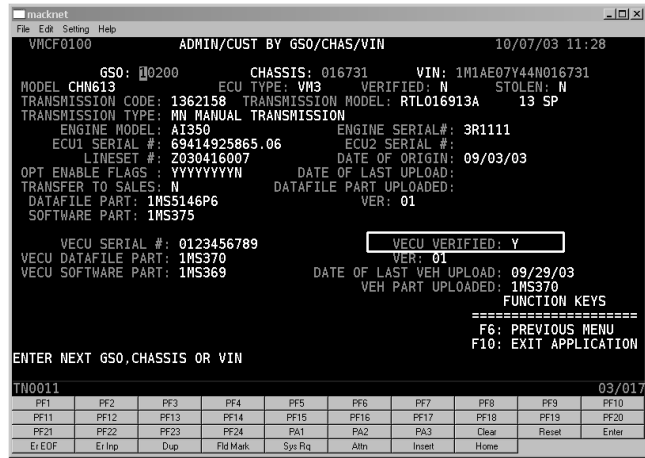 macknet
File Edit Setting Help
VMCF0100 ADMIN/CUST BY GSO/CHAS/VIN 10/07/03 11:28
GSO: 10200 CHASSIS: 016731 VIN: 1M1AE07Y44N016731
MODEL CHN613 ECU TYPE: VM3 VERIFIED: N STOLEN: N
TRANSMISSION CODE: 1362158 TRANSMISSION MODEL: RTLO16913A 13 SP
TRANSMISSION TYPE: MN MANUAL TRANSMISSION
ENGINE MODEL: AI350 ENGINE SERIAL#: 3R1111
ECU1 SERIAL #: 69414925865.06 ECU2 SERIAL #:
LINESET #: Z030416007 DATE OF ORIGIN: 09/03/03
OPT ENABLE FLAGS : YYYYYYYYN DATE OF LAST UPLOAD:
TRANSFER TO SALES: N DATAFILE PART UPLOADED:
DATAFILE PART: 1MS5146P6 VER: 01
SOFTWARE PART: 1MS375
VECU SERIAL #: 0123456789 VECU VERIFIED: Y
VECU DATAFILE PART: 1MS370 VER: 01
VECU SOFTWARE PART: 1MS369 DATE OF LAST VEH UPLOAD: 09/29/03
VEH PART UPLOADED: 1MS370
FUNCTION KEYS
=====================
F6: PREVIOUS MENU
F10: EXIT APPLICATION
ENTER NEXT GSO,CHASSIS OR VIN
TN0011 03/017
PF1 PF2 PF3 PF4 PF5 PF6 PF7 PF8 PF9 PF10
PF11 PF12 PF13 PF14 PF15 PF16 PF17 PF18 PF19 PF20
PF21 PF22 PF23 PF24 PA1 PA2 PA3 Clear Reset Enter
Er EOF Er Inp Dup Fld Mark Sys Rq Attn Insert Home